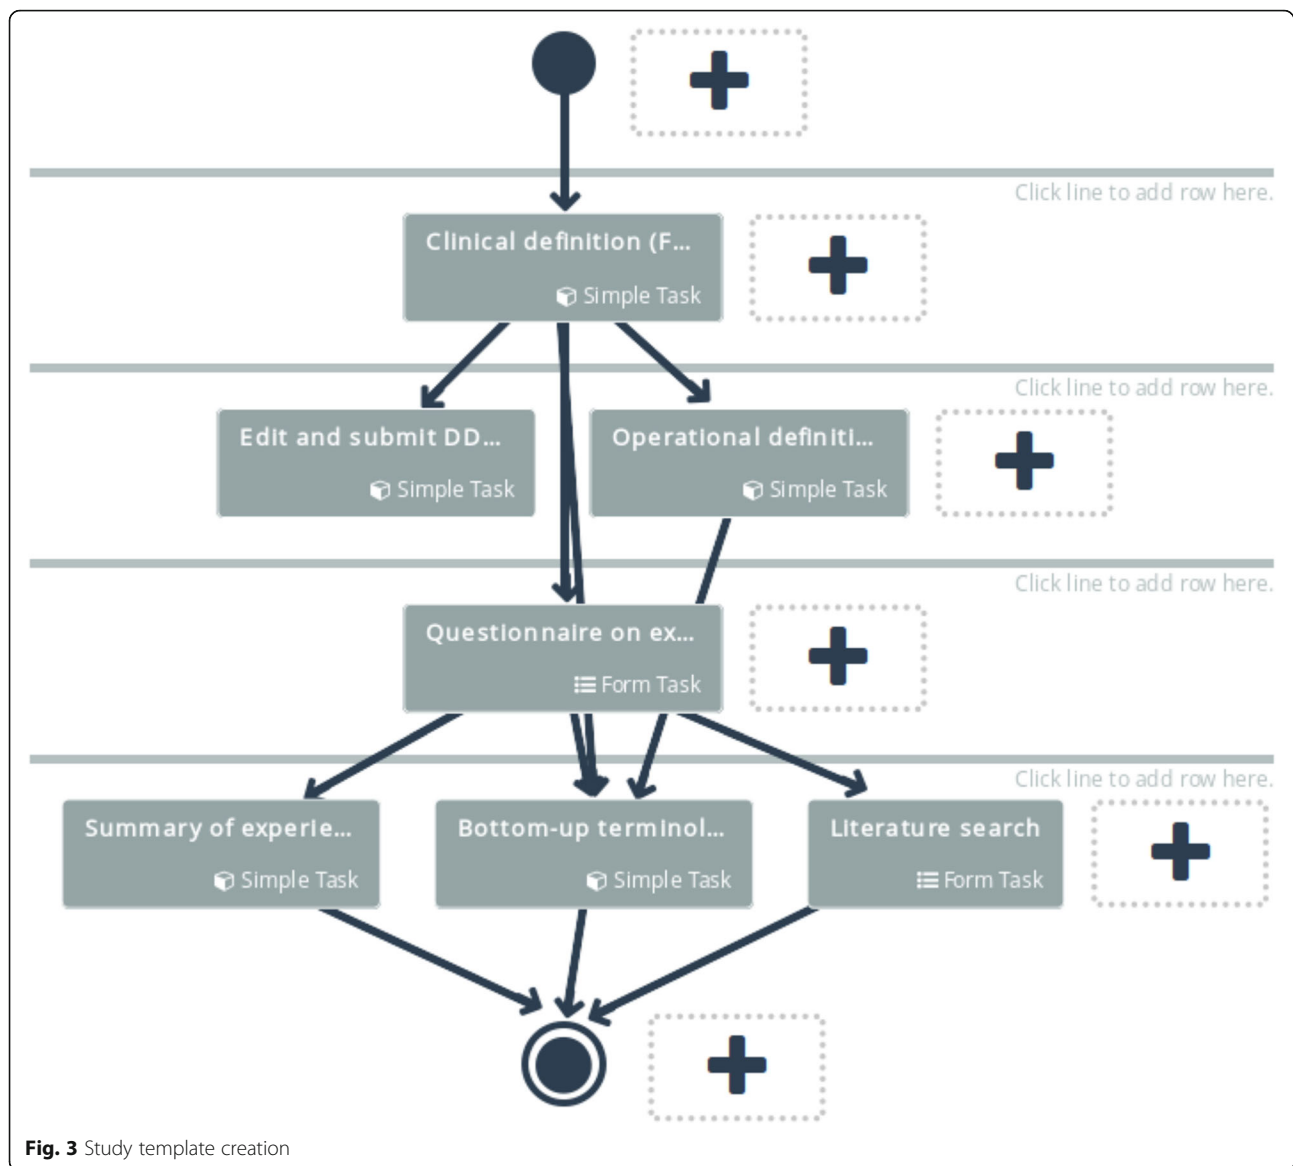 Click line to add row here.
Clinical definition (F...
Simple Task
Click line to add row here.
Edit and submit DD...
Simple Task
Operational definiti...
Simple Task
Click line to add row here.
Questionnaire on ex...
Form Task
Click line to add row here.
Summary of experie...
Simple Task
Bottom-up terminol...
Simple Task
Literature search
Form Task
Fig. 3 Study template creation